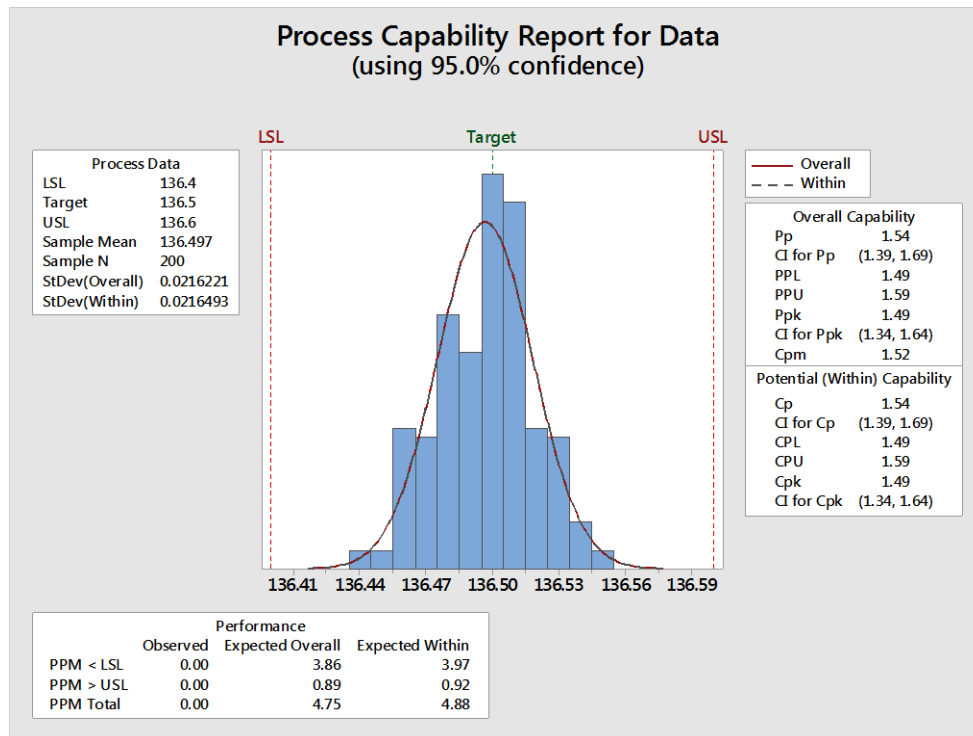 Process Capability Report for Data
(using 95.0% confidence)
LSL Target USL
Process Data
LSL 136.4
Target 136.5
USL 136.6
Sample Mean 136.497
Sample N 200
StDev(Overall) 0.0216221
StDev(Within) 0.0216493
Overall
Within
Overall Capability
Pp 1.54
CI for Pp (1.39, 1.69)
PPL 1.49
PPU 1.59
Ppk 1.49
CI for Ppk (1.34, 1.64)
Cpm 1.52
Potential (Within) Capability
Cp 1.54
CI for Cp (1.39, 1.69)
CPL 1.49
CPU 1.59
Cpk 1.49
CI for Cpk (1.34, 1.64)
136.41 136.44 136.47 136.50 136.53 136.56 136.59
Performance
Observed Expected Overall Expected Within
PPM < LSL 0.00 3.86 3.97
PPM > USL 0.00 0.89 0.92
PPM Total 0.00 4.75 4.88